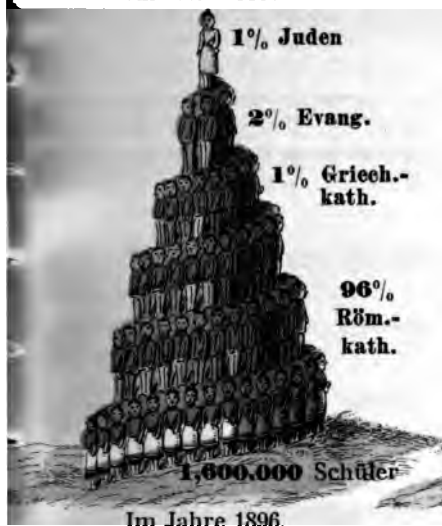 1% Juden
2% Evang.
1% Griech.-
kath.
96%
Röm.-
kath.
1,600.000 Schüler
Im Jahre 1896.